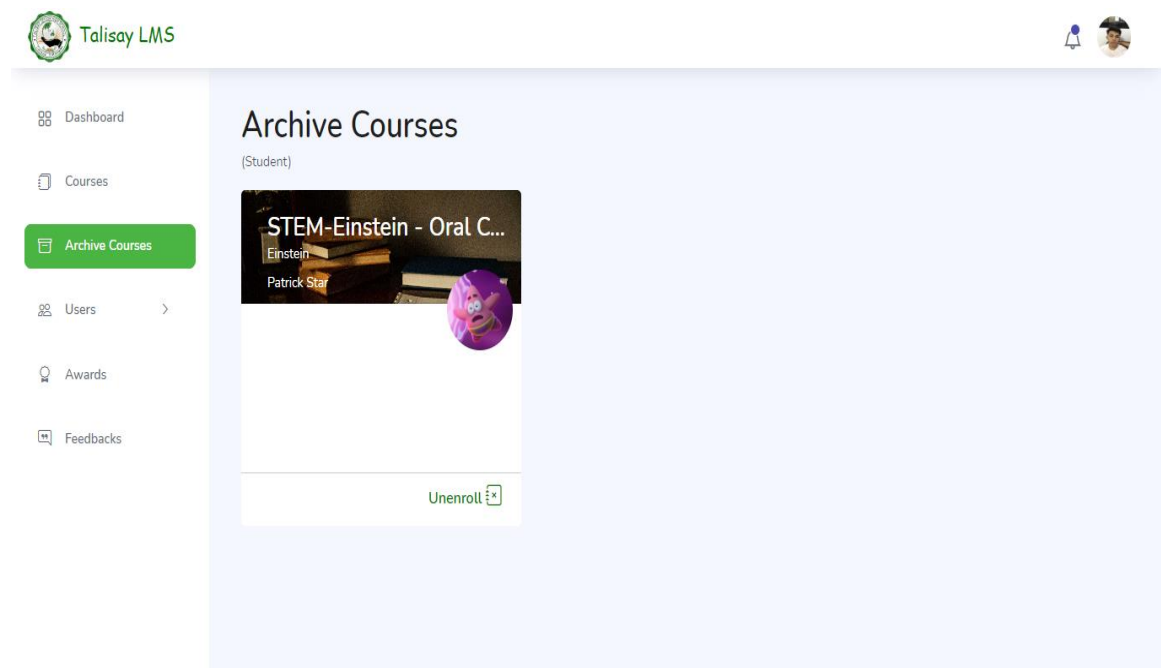 Talisay LMS
Dashboard
Courses
Archive Courses
Users
Awards
Feedbacks
Archive Courses
(Student)
STEM-Einstein - Oral C...
Einstein
Patrick Star
Unenroll